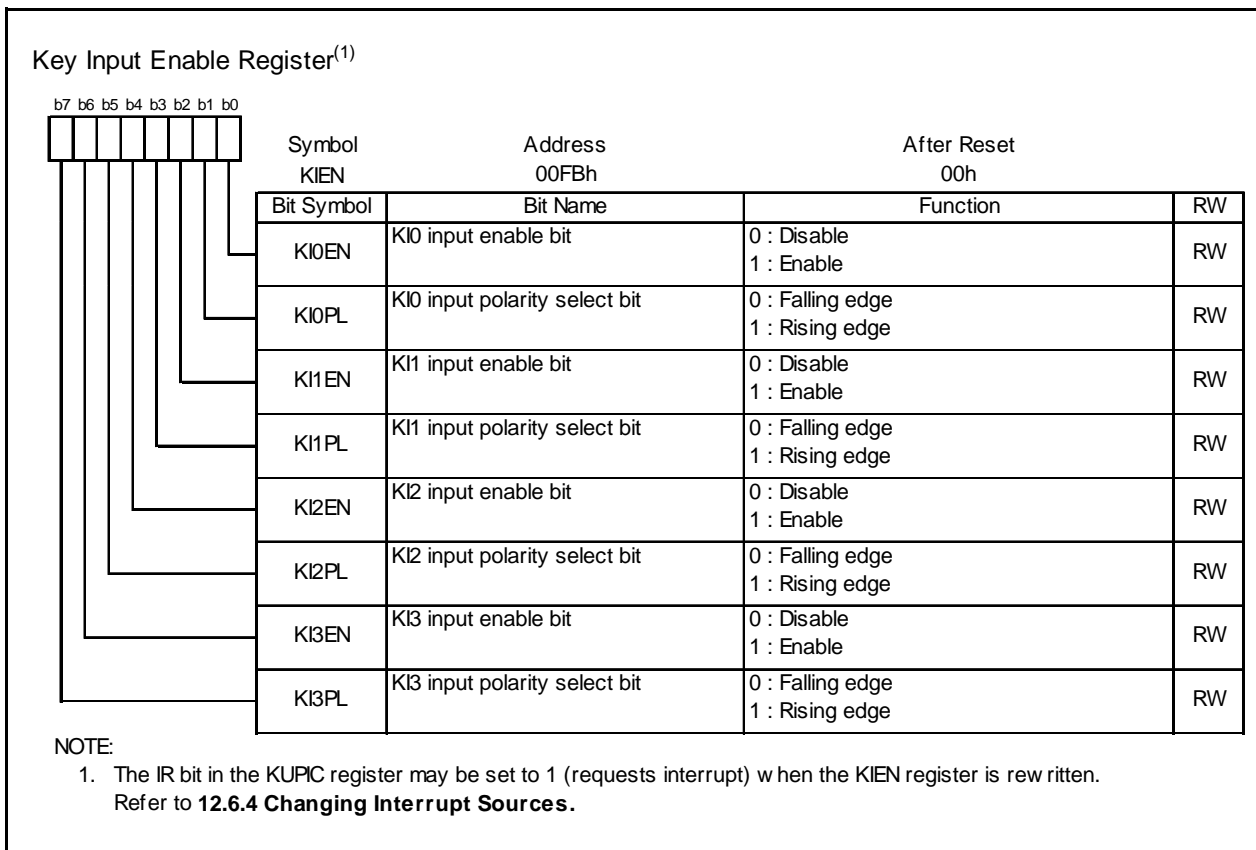 Key Input Enable Register(1)
b7 b6 b5 b4 b3 b2 b1 b0
Symbol Address After Reset
KIEN 00FBh 00h
Bit Symbol Bit Name Function RW
KI0EN KI0 input enable bit 0 : Disable RW
1 : Enable
KI0PL KI0 input polarity select bit 0 : Falling edge RW
1 : Rising edge
KI1EN KI1 input enable bit 0 : Disable RW
1 : Enable
KI1PL KI1 input polarity select bit 0 : Falling edge RW
1 : Rising edge
KI2EN KI2 input enable bit 0 : Disable RW
1 : Enable
KI2PL KI2 input polarity select bit 0 : Falling edge RW
1 : Rising edge
KI3EN KI3 input enable bit 0 : Disable RW
1 : Enable
KI3PL KI3 input polarity select bit 0 : Falling edge RW
1 : Rising edge
NOTE:
1. The IR bit in the KUPIC register may be set to 1 (requests interrupt) w hen the KIEN register is rew ritten.
Refer to 12.6.4 Changing Interrupt Sources.